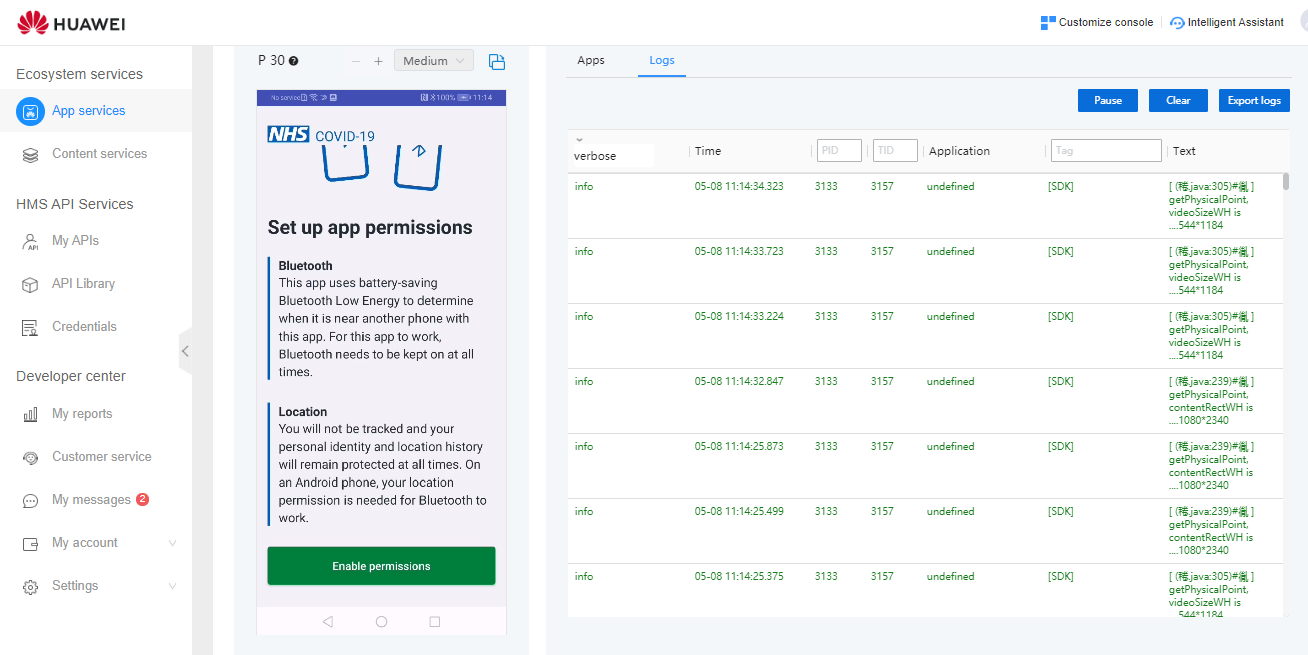 HUAWEI
Customize console
Intelligent Assistant
Ecosystem services
App services
Content services
HMS API Services
My APIs
API Library
Credentials
Developer center
My reports
Customer service
My messages 2
My account
Settings
P 30
Medium
No service 100% 11:14
NHS COVID-19
Set up app permissions
Bluetooth
This app uses battery-saving
Bluetooth Low Energy to determine
when it is near another phone with
this app. For this app to work,
Bluetooth needs to be kept on at all
times.
Location
You will not be tracked and your
personal identity and location history
will remain protected at all times. On
an Android phone, your location
permission is needed for Bluetooth to
work.
Enable permissions
Apps
Logs
Pause
Clear
Export logs
verbose Time PID TID Application Tag Text
info 05-08 11:14:34.323 3133 3157 undefined [SDK] [ (稀.java:305)#亂 ]
getPhysicalPoint,
videoSizeWH is
....544*1184
info 05-08 11:14:33.723 3133 3157 undefined [SDK] [ (稀.java:305)#亂 ]
getPhysicalPoint,
videoSizeWH is
....544*1184
info 05-08 11:14:33.224 3133 3157 undefined [SDK] [ (稀.java:305)#亂 ]
getPhysicalPoint,
videoSizeWH is
....544*1184
info 05-08 11:14:32.847 3133 3157 undefined [SDK] [ (稀.java:239)#亂 ]
getPhysicalPoint,
contentRectWH is
....1080*2340
info 05-08 11:14:25.873 3133 3157 undefined [SDK] [ (稀.java:239)#亂 ]
getPhysicalPoint,
contentRectWH is
....1080*2340
info 05-08 11:14:25.499 3133 3157 undefined [SDK] [ (稀.java:239)#亂 ]
getPhysicalPoint,
contentRectWH is
....1080*2340
info 05-08 11:14:25.375 3133 3157 undefined [SDK] [ (稀.java:305)#亂 ]
getPhysicalPoint,
videoSizeWH is
....544*1184